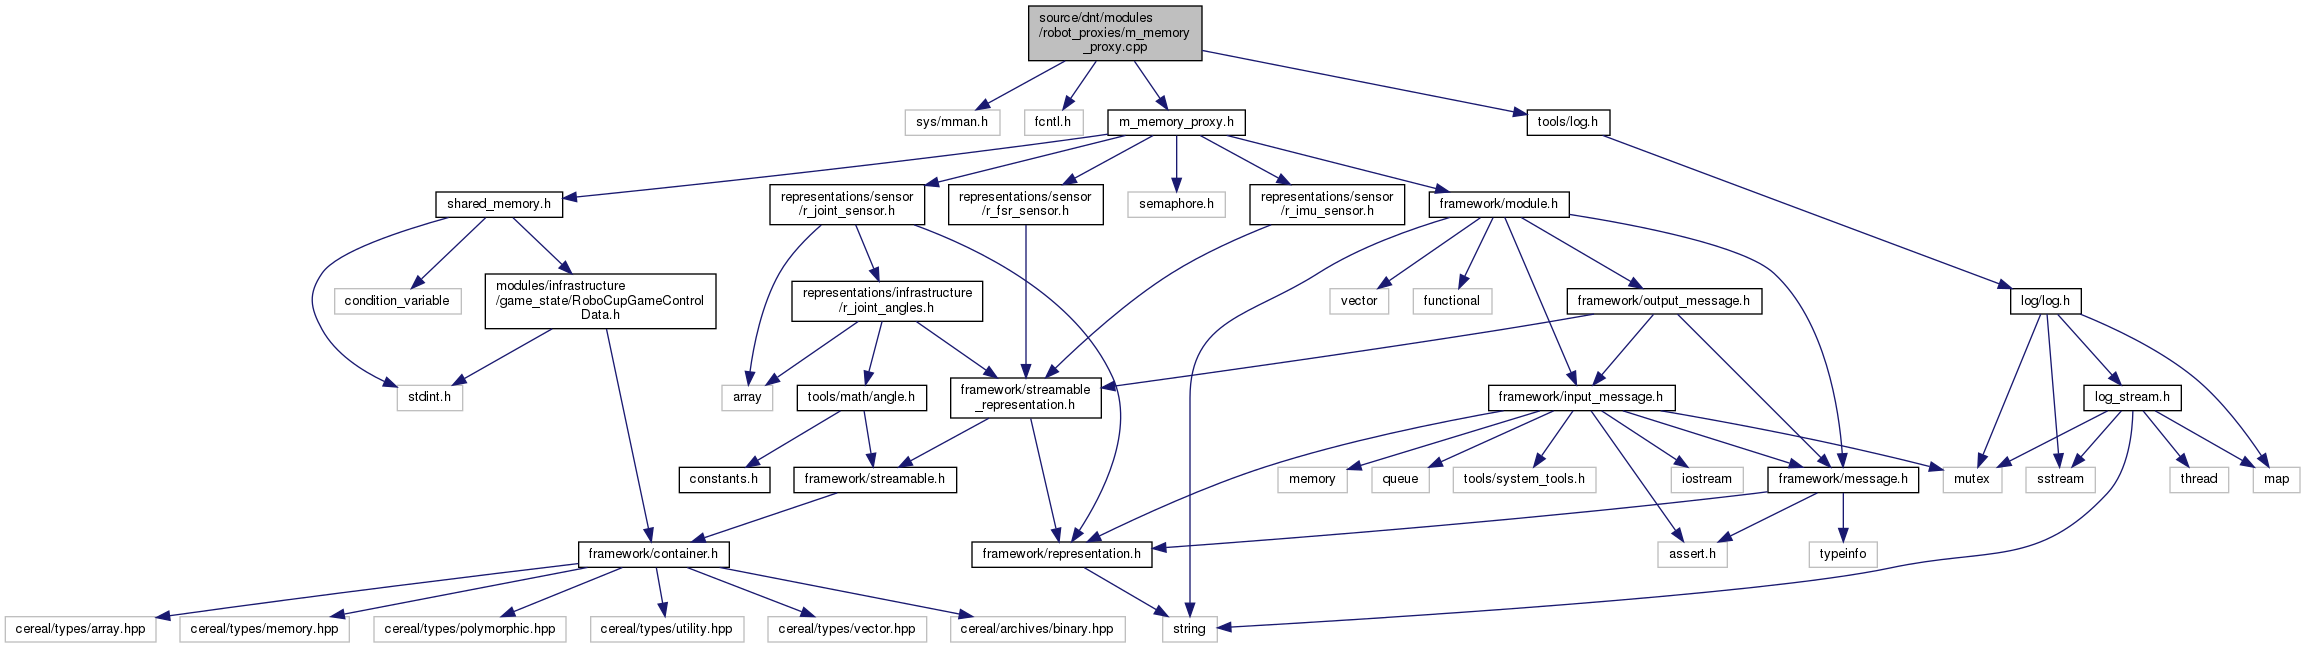 source/dnt/modules
/robot_proxies/m_memory
_proxy.cpp
sys/mman.h
fcntl.h
m_memory_proxy.h
tools/log.h
shared_memory.h
representations/sensor
/r_joint_sensor.h
representations/sensor
/r_fsr_sensor.h
semaphore.h
representations/sensor
/r_imu_sensor.h
framework/module.h
condition_variable
modules/infrastructure
/game_state/RoboCupGameControl
Data.h
representations/infrastructure
/r_joint_angles.h
vector
functional
framework/output_message.h
log/log.h
stdint.h
array
tools/math/angle.h
framework/streamable
_representation.h
framework/input_message.h
log_stream.h
constants.h
framework/streamable.h
memory
queue
tools/system_tools.h
iostream
framework/message.h
mutex
sstream
thread
map
framework/container.h
framework/representation.h
assert.h
typeinfo
cereal/types/array.hpp
cereal/types/memory.hpp
cereal/types/polymorphic.hpp
cereal/types/utility.hpp
cereal/types/vector.hpp
cereal/archives/binary.hpp
string